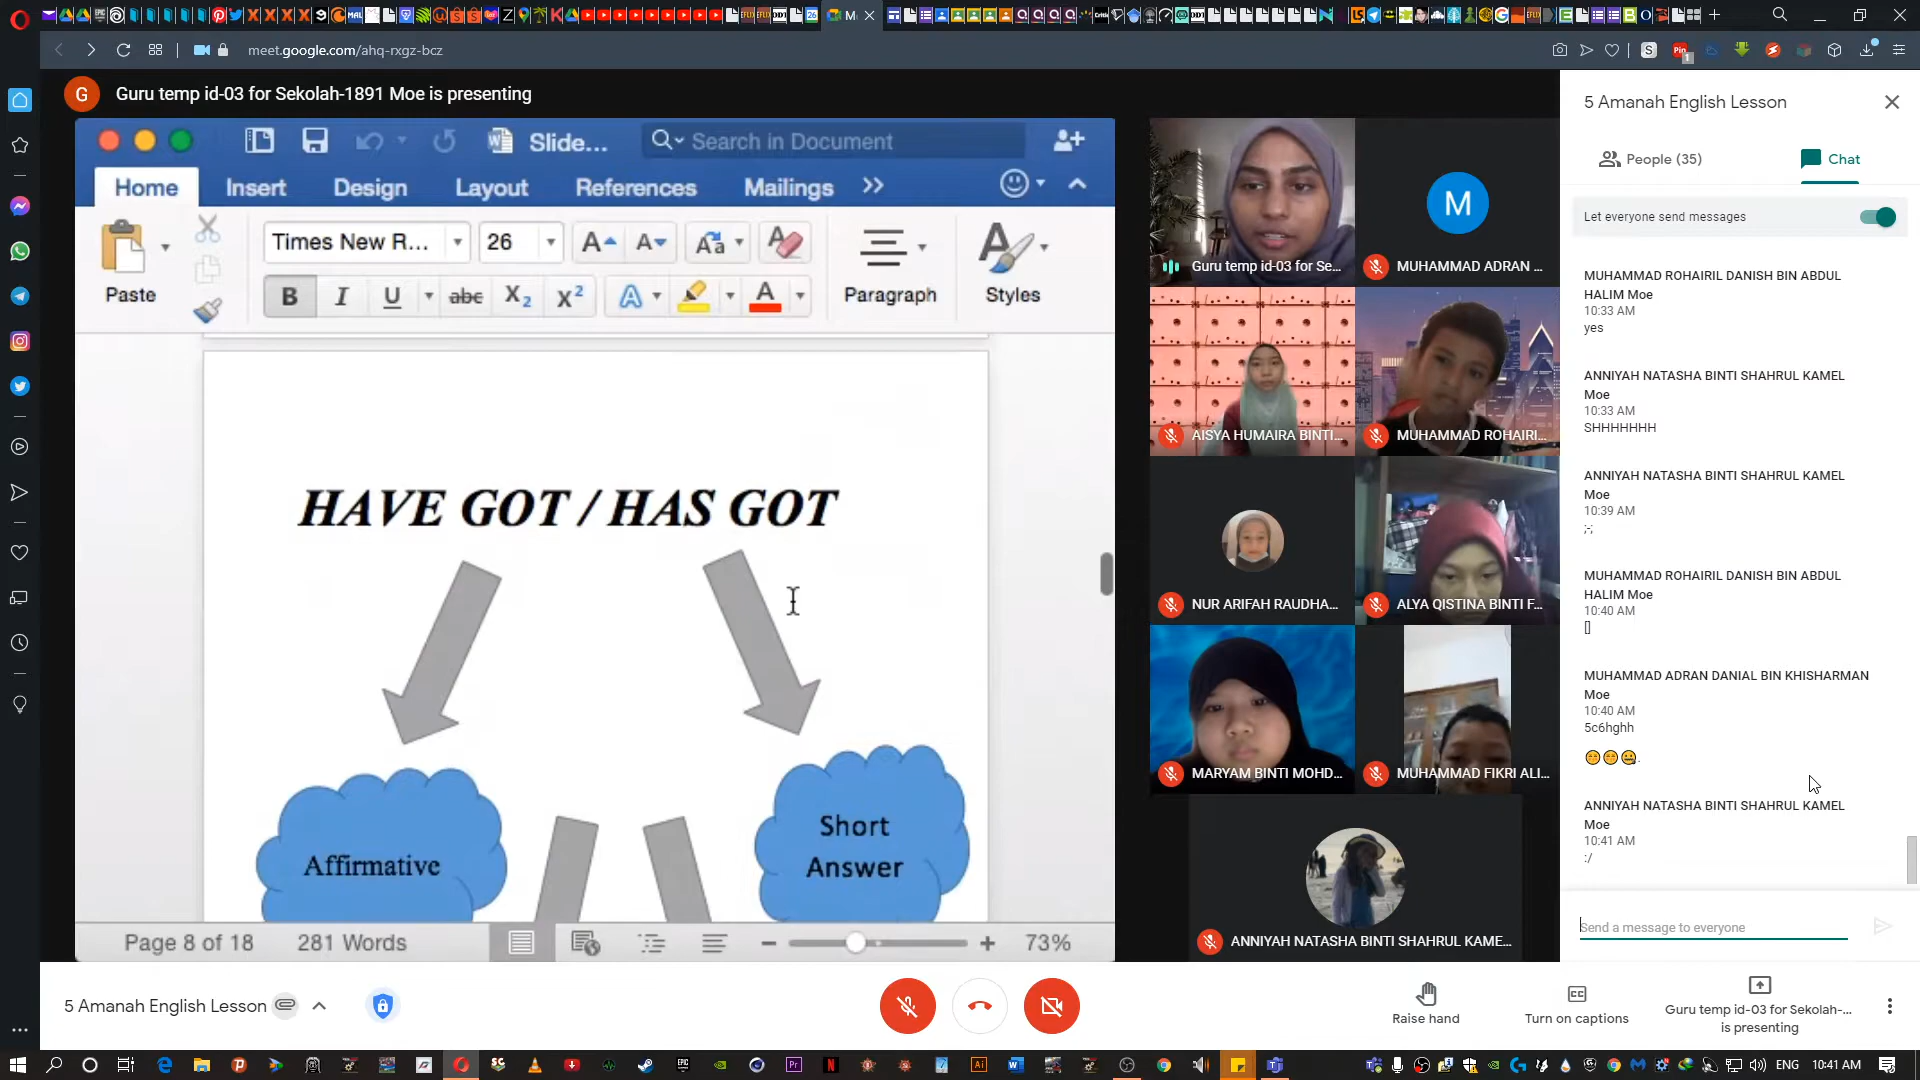 meet.google.com/ahq-rxgz-bcz
G
Guru temp id-03 for Sekolah-1891 Moe is presenting
Slide...
Search in Document
Home
Insert
Design
Layout
References
Mailings
Paste
Times New R...
26
B
I
U
abc
X2
X2
Paragraph
Styles
HAVE GOT / HAS GOT
Affirmative
Short
Answer
Page 8 of 18
281 Words
73%
Guru temp id-03 for Se...
M
MUHAMMAD ADRAN ...
AISYA HUMAIRA BINTI...
MUHAMMAD ROHAIRI...
NUR ARIFAH RAUDHA...
ALYA QISTINA BINTI F...
MARYAM BINTI MOHD...
MUHAMMAD FIKRI ALI...
ANNIYAH NATASHA BINTI SHAHRUL KAME...
5 Amanah English Lesson
People (35)
Chat
Let everyone send messages
MUHAMMAD ROHAIRIL DANISH BIN ABDUL
HALIM Moe
10:33 AM
yes
ANNIYAH NATASHA BINTI SHAHRUL KAMEL
Moe
10:33 AM
SHHHHHHH
ANNIYAH NATASHA BINTI SHAHRUL KAMEL
Moe
10:39 AM
;-;
MUHAMMAD ROHAIRIL DANISH BIN ABDUL
HALIM Moe
10:40 AM
[]
MUHAMMAD ADRAN DANIAL BIN KHISHARMAN
Moe
10:40 AM
5c6hghh
ANNIYAH NATASHA BINTI SHAHRUL KAMEL
Moe
10:41 AM
:/
Send a message to everyone
5 Amanah English Lesson
Raise hand
Turn on captions
Guru temp id-03 for Sekolah-...
is presenting
ENG
10:41 AM